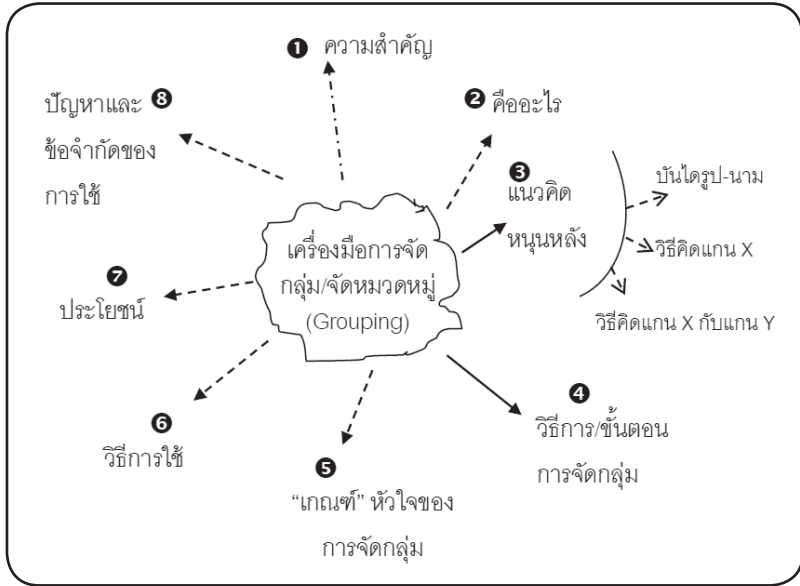 ❶ ความสำคัญ
❷ คืออะไร
❸
แนวคิด
หนุนหลัง
บันไดรูป-นาม
วิธีคิดแกน X
วิธีคิดแกน X กับแกน Y
❹
วิธีการ/ขั้นตอน
การจัดกลุ่ม
❺
“เกณฑ์” หัวใจของ
การจัดกลุ่ม
❻
วิธีการใช้
❼
ประโยชน์
ปัญหาและ ❽
ข้อจำกัดของ
การใช้
เครื่องมือการจัด
กลุ่ม/จัดหมวดหมู่
(Grouping)